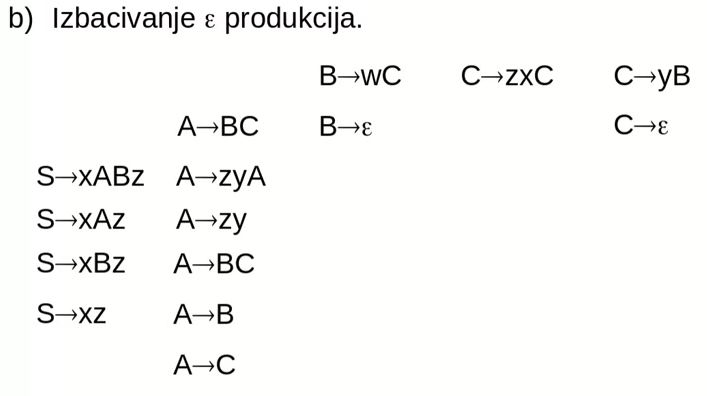 b) Izbacivanje ε produkcija.
B→wC C→zxC C→yB
A→BC B→ε C→ε
S→xABz A→zyA
S→xAz A→zy
S→xBz A→BC
S→xz A→B
A→C